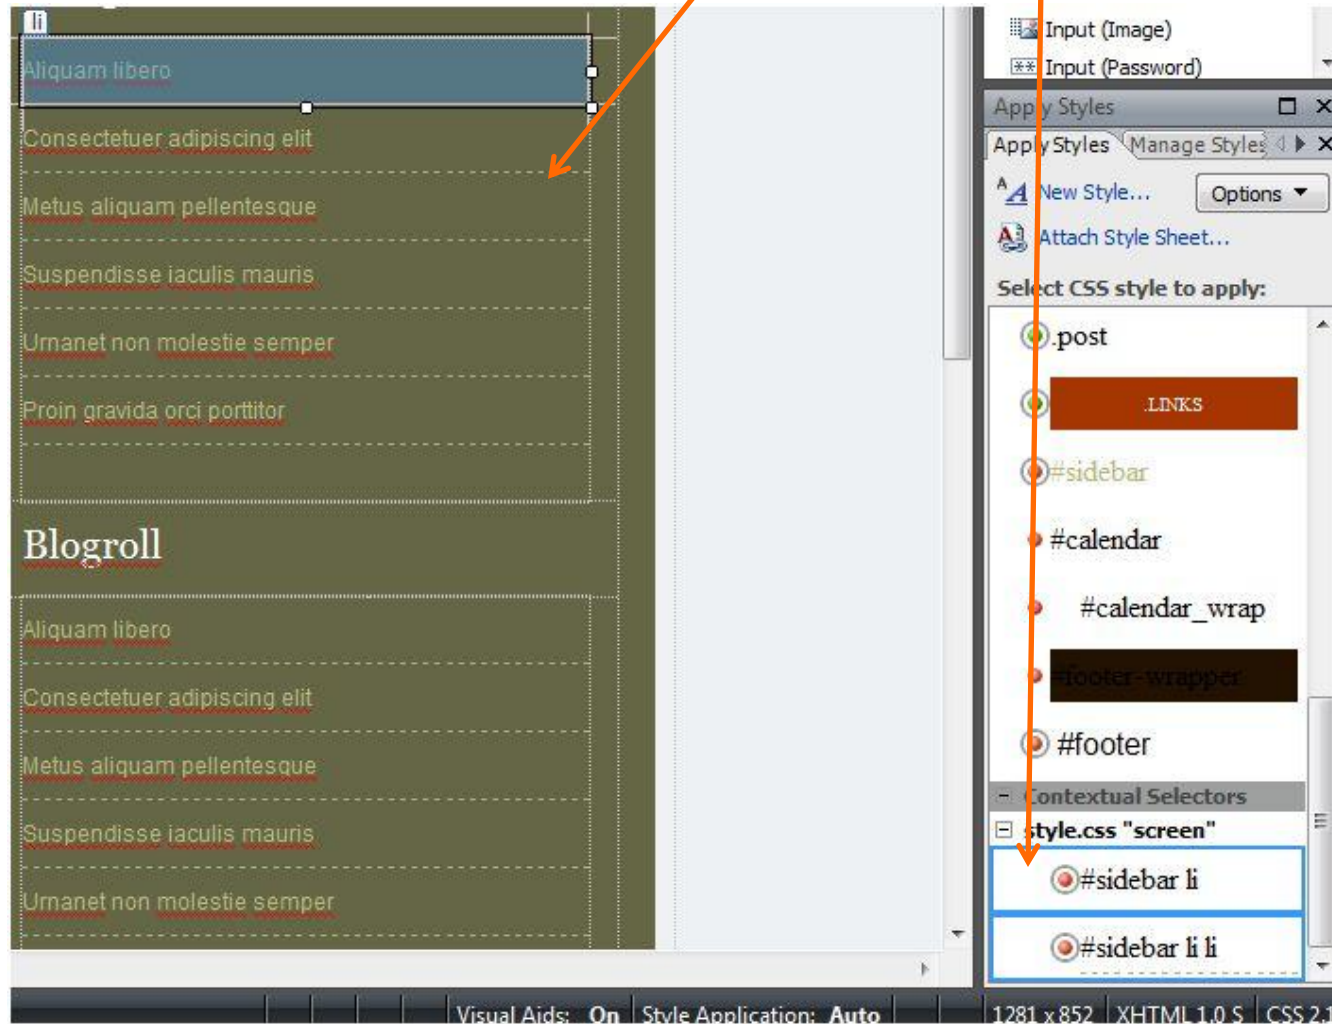 li
Aliquam libero
Consectetuer adipiscing elit
Metus aliquam pellentesque
Suspendisse iaculis mauris
Urnanet non molestie semper
Proin gravida orci porttitor
Blogroll
Aliquam libero
Consectetuer adipiscing elit
Metus aliquam pellentesque
Suspendisse iaculis mauris
Urnanet non molestie semper
Input (Image)
Input (Password)
Apply Styles
Apply Styles Manage Styles
New Style... Options
Attach Style Sheet...
Select CSS style to apply:
.post
.LINKS
#sidebar
#calendar
#calendar_wrap
#footer-wrapper
#footer
Contextual Selectors
style.css "screen"
#sidebar li
#sidebar li li
Visual Aids: On Style Application: Auto 1281 x 852 XHTML 1.0 S CSS 2.1